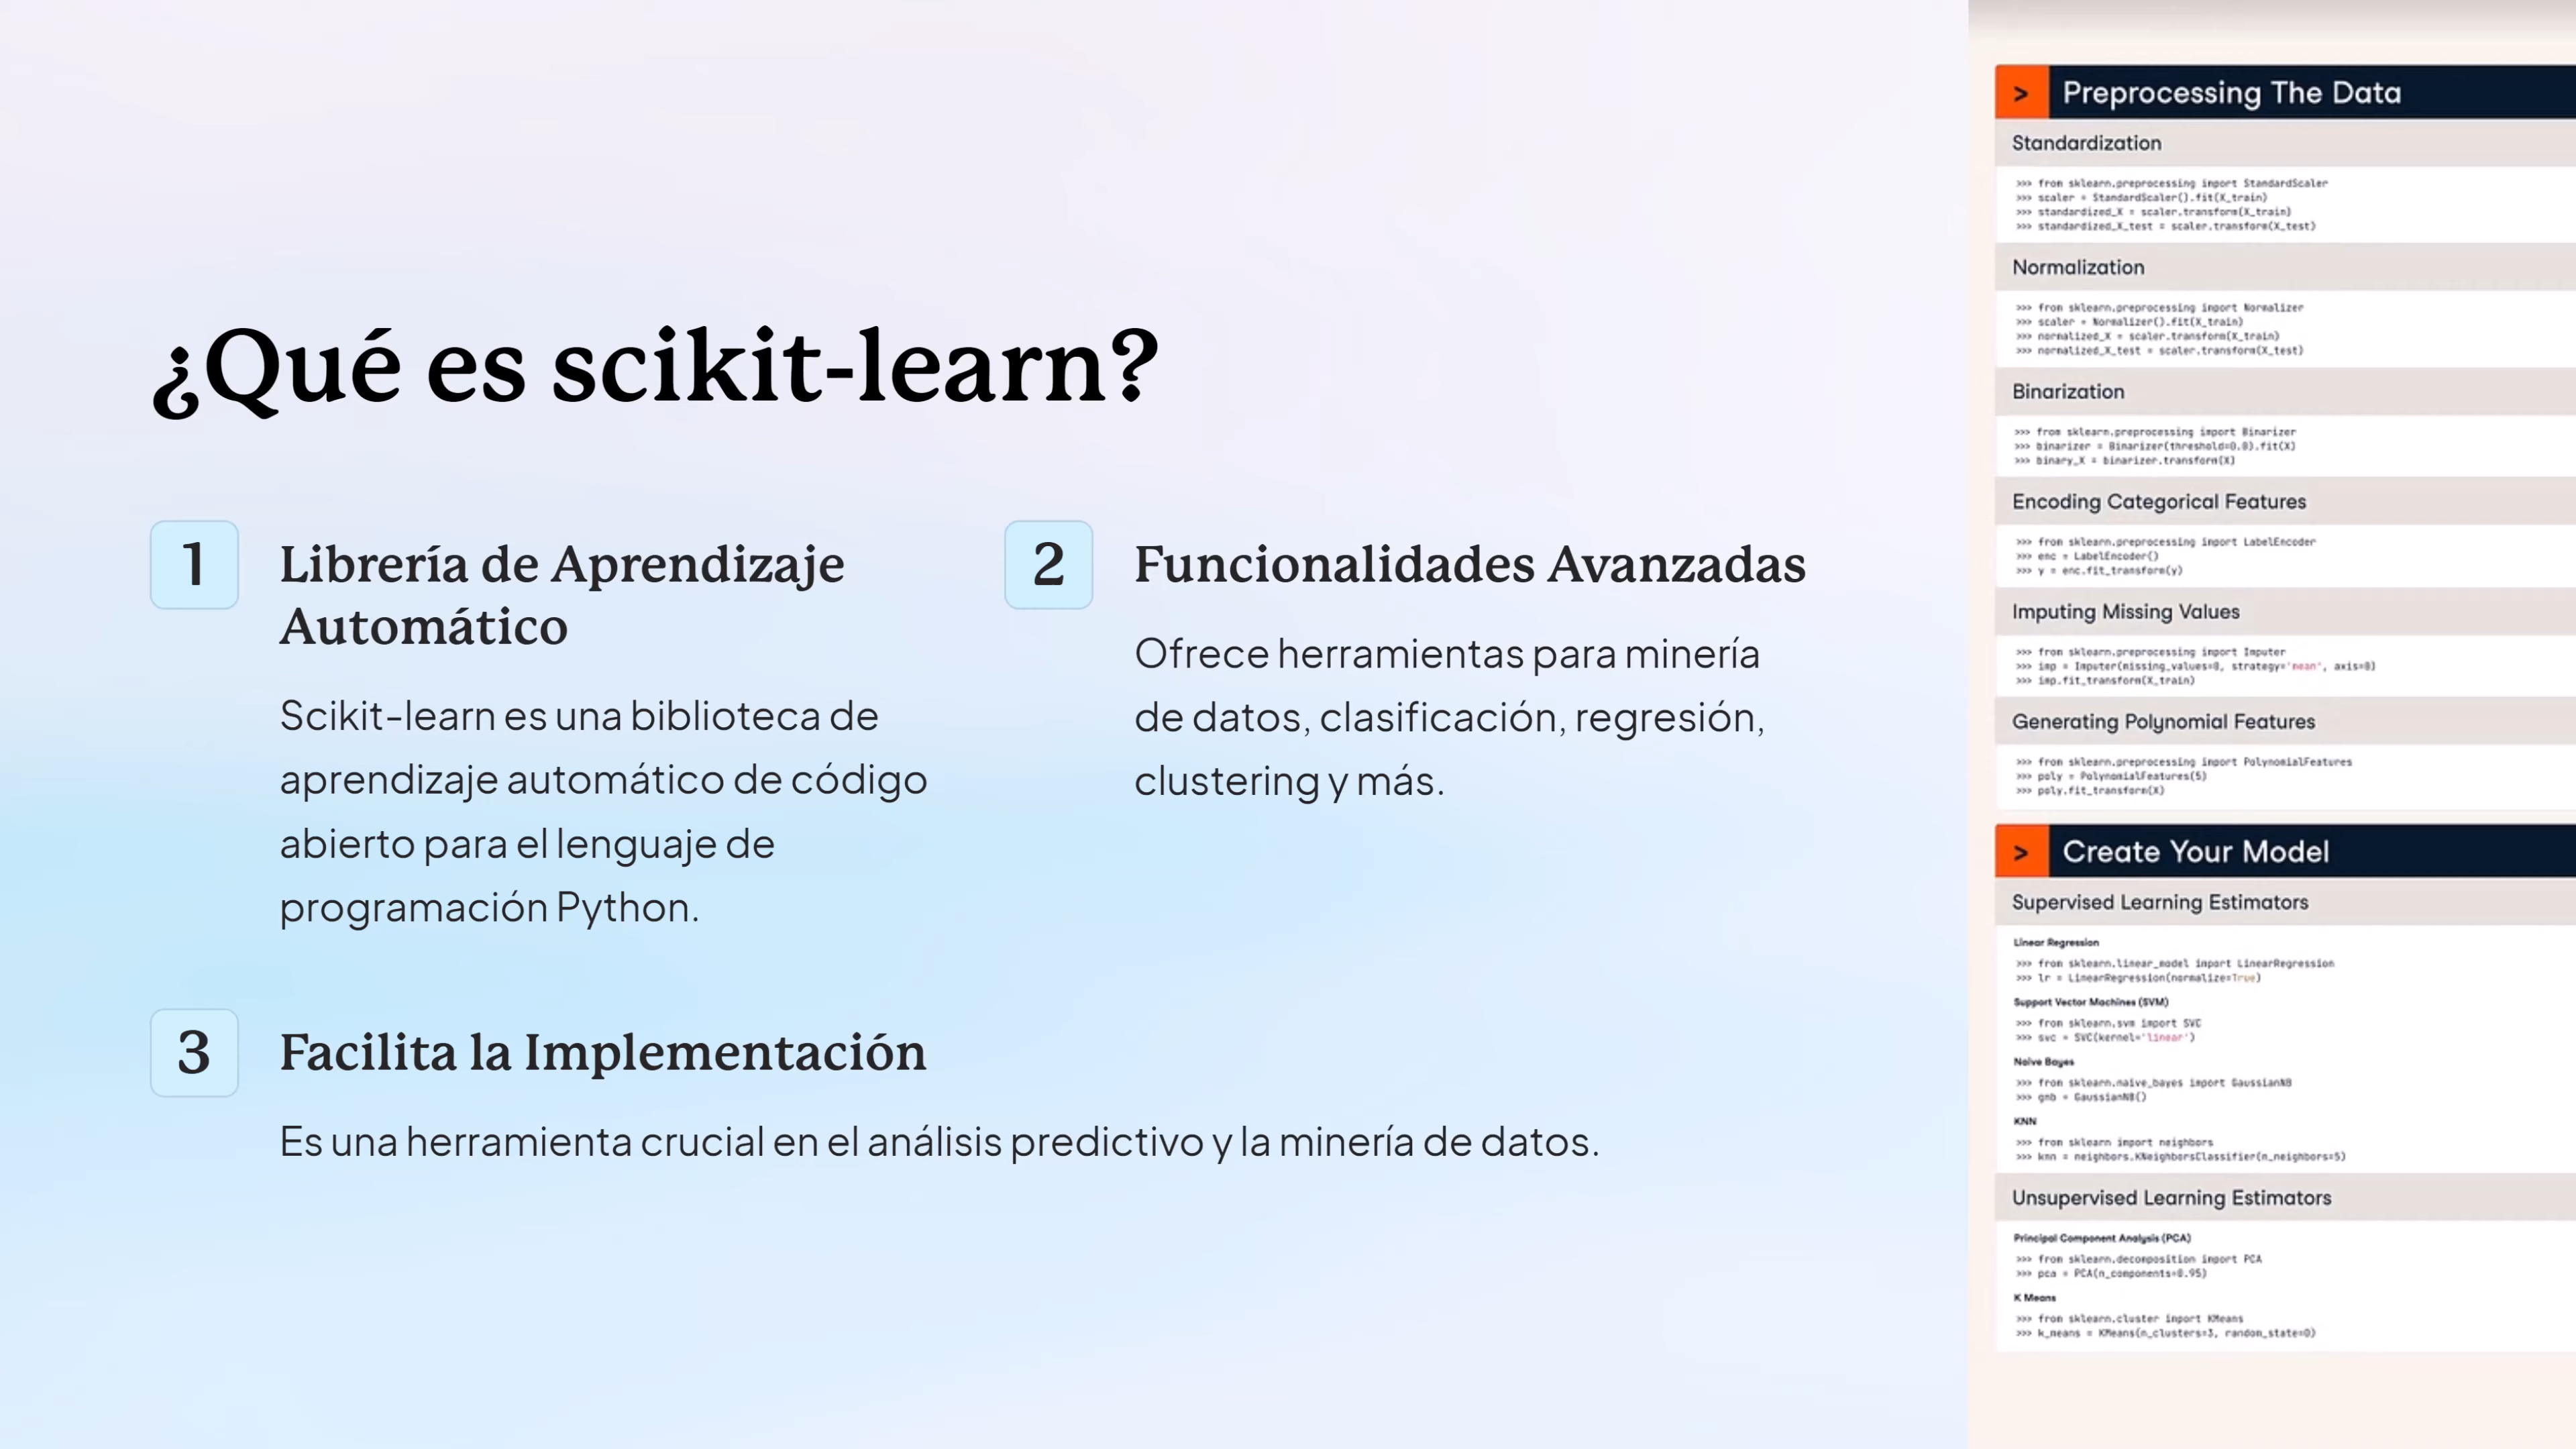 ¿Qué es scikit-learn?
1
Librería de Aprendizaje
Automático
Scikit-learn es una biblioteca de
aprendizaje automático de código
abierto para el lenguaje de
programación Python.
2
Funcionalidades Avanzadas
Ofrece herramientas para minería
de datos, clasificación, regresión,
clustering y más.
3
Facilita la Implementación
Es una herramienta crucial en el análisis predictivo y la minería de datos.
> Preprocessing The Data
Standardization
>>> from sklearn.preprocessing import StandardScaler
>>> scaler = StandardScaler().fit(X_train)
>>> standardized_X = scaler.transform(X_train)
>>> standardized_X_test = scaler.transform(X_test)
Normalization
>>> from sklearn.preprocessing import Normalizer
>>> scaler = Normalizer().fit(X_train)
>>> normalized_X = scaler.transform(X_train)
>>> normalized_X_test = scaler.transform(X_test)
Binarization
>>> from sklearn.preprocessing import Binarizer
>>> binarizer = Binarizer(threshold=0.0).fit(X)
>>> binary_X = binarizer.transform(X)
Encoding Categorical Features
>>> from sklearn.preprocessing import LabelEncoder
>>> enc = LabelEncoder()
>>> y = enc.fit_transform(y)
Imputing Missing Values
>>> from sklearn.preprocessing import Imputer
>>> imp = Imputer(missing_values=0, strategy='mean', axis=0)
>>> imp.fit_transform(X_train)
Generating Polynomial Features
>>> from sklearn.preprocessing import PolynomialFeatures
>>> poly = PolynomialFeatures(5)
>>> poly.fit_transform(X)
> Create Your Model
Supervised Learning Estimators
Linear Regression
>>> from sklearn.linear_model import LinearRegression
>>> lr = LinearRegression(normalize=True)
Support Vector Machines (SVM)
>>> from sklearn.svm import SVC
>>> svc = SVC(kernel='linear')
Naive Bayes
>>> from sklearn.naive_bayes import GaussianNB
>>> gnb = GaussianNB()
KNN
>>> from sklearn import neighbors
>>> knn = neighbors.KNeighborsClassifier(n_neighbors=5)
Unsupervised Learning Estimators
Principal Component Analysis (PCA)
>>> from sklearn.decomposition import PCA
>>> pca = PCA(n_components=0.95)
K Means
>>> from sklearn.cluster import KMeans
>>> k_means = KMeans(n_clusters=3, random_state=0)